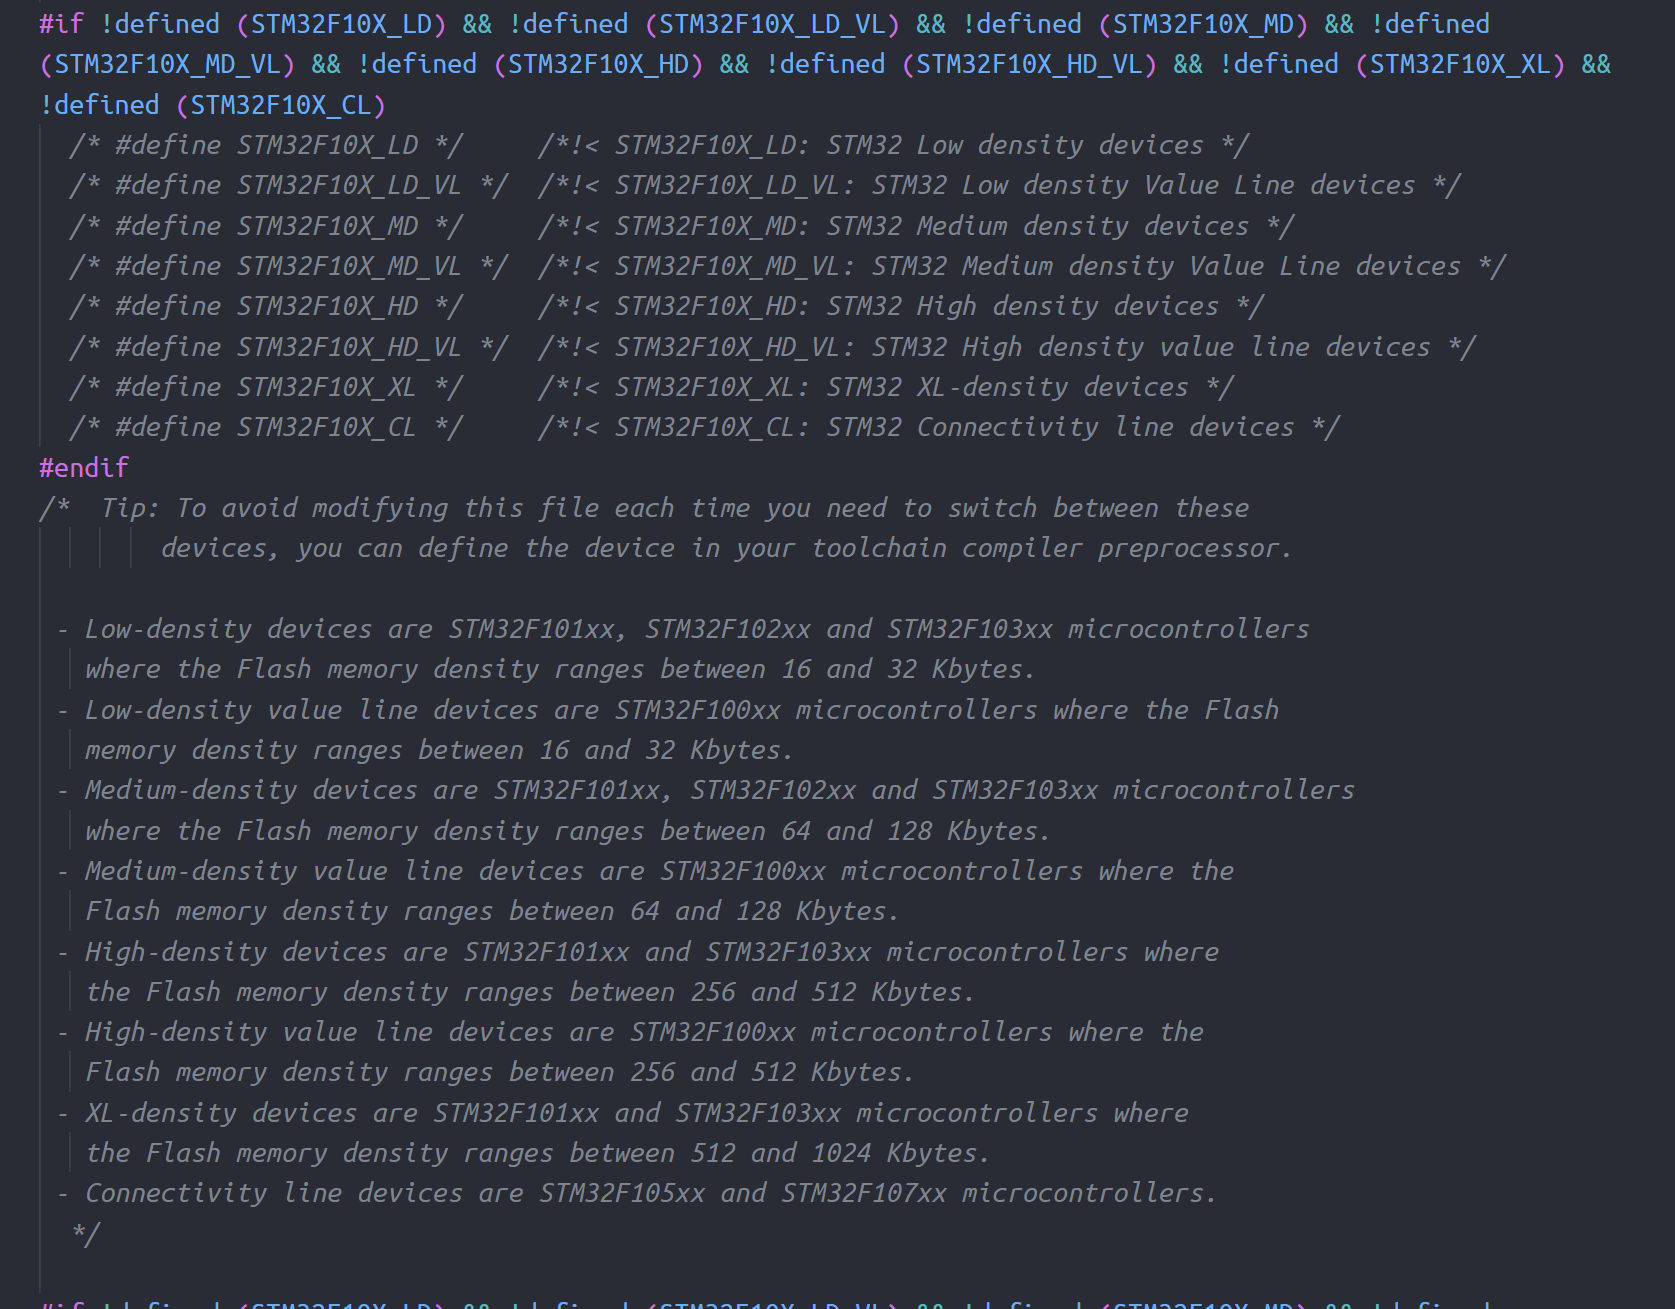 #if !defined (STM32F10X_LD) && !defined (STM32F10X_LD_VL) && !defined (STM32F10X_MD) && !defined
(STM32F10X_MD_VL) && !defined (STM32F10X_HD) && !defined (STM32F10X_HD_VL) && !defined (STM32F10X_XL) &&
!defined (STM32F10X_CL)
  /* #define STM32F10X_LD */     /*!< STM32F10X_LD: STM32 Low density devices */
  /* #define STM32F10X_LD_VL */  /*!< STM32F10X_LD_VL: STM32 Low density Value Line devices */
  /* #define STM32F10X_MD */     /*!< STM32F10X_MD: STM32 Medium density devices */
  /* #define STM32F10X_MD_VL */  /*!< STM32F10X_MD_VL: STM32 Medium density Value Line devices */
  /* #define STM32F10X_HD */     /*!< STM32F10X_HD: STM32 High density devices */
  /* #define STM32F10X_HD_VL */  /*!< STM32F10X_HD_VL: STM32 High density value line devices */
  /* #define STM32F10X_XL */     /*!< STM32F10X_XL: STM32 XL-density devices */
  /* #define STM32F10X_CL */     /*!< STM32F10X_CL: STM32 Connectivity line devices */
#endif
/*  Tip: To avoid modifying this file each time you need to switch between these
        devices, you can define the device in your toolchain compiler preprocessor.

 - Low-density devices are STM32F101xx, STM32F102xx and STM32F103xx microcontrollers
   where the Flash memory density ranges between 16 and 32 Kbytes.
 - Low-density value line devices are STM32F100xx microcontrollers where the Flash
   memory density ranges between 16 and 32 Kbytes.
 - Medium-density devices are STM32F101xx, STM32F102xx and STM32F103xx microcontrollers
   where the Flash memory density ranges between 64 and 128 Kbytes.
 - Medium-density value line devices are STM32F100xx microcontrollers where the
   Flash memory density ranges between 64 and 128 Kbytes.
 - High-density devices are STM32F101xx and STM32F103xx microcontrollers where
   the Flash memory density ranges between 256 and 512 Kbytes.
 - High-density value line devices are STM32F100xx microcontrollers where the
   Flash memory density ranges between 256 and 512 Kbytes.
 - XL-density devices are STM32F101xx and STM32F103xx microcontrollers where
   the Flash memory density ranges between 512 and 1024 Kbytes.
 - Connectivity line devices are STM32F105xx and STM32F107xx microcontrollers.
  */

#if !defined (STM32F10X_LD) && !defined (STM32F10X_LD_VL) && !defined (STM32F10X_MD) && !defined